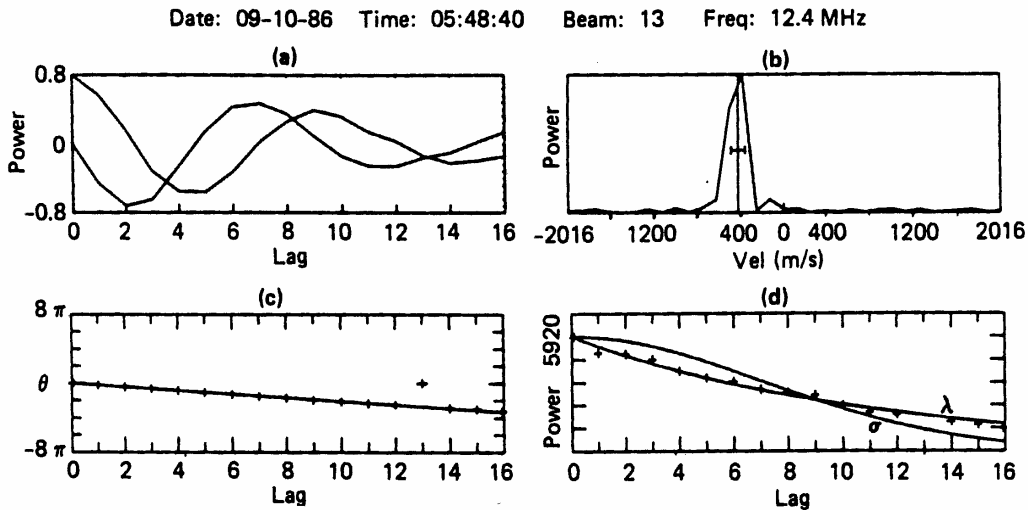 Date: 09-10-86 Time: 05:48:40 Beam: 13 Freq: 12.4 MHz
(a)
0.8
0
-0.8
Power
0 2 4 6 8 10 12 14 16
Lag
(b)
Power
-2016 1200 400 0 400 1200 2016
Vel (m/s)
(c)
8 π
θ
-8 π
0 2 4 6 8 10 12 14 16
Lag
(d)
Power 5920
λ
σ
0 2 4 6 8 10 12 14 16
Lag